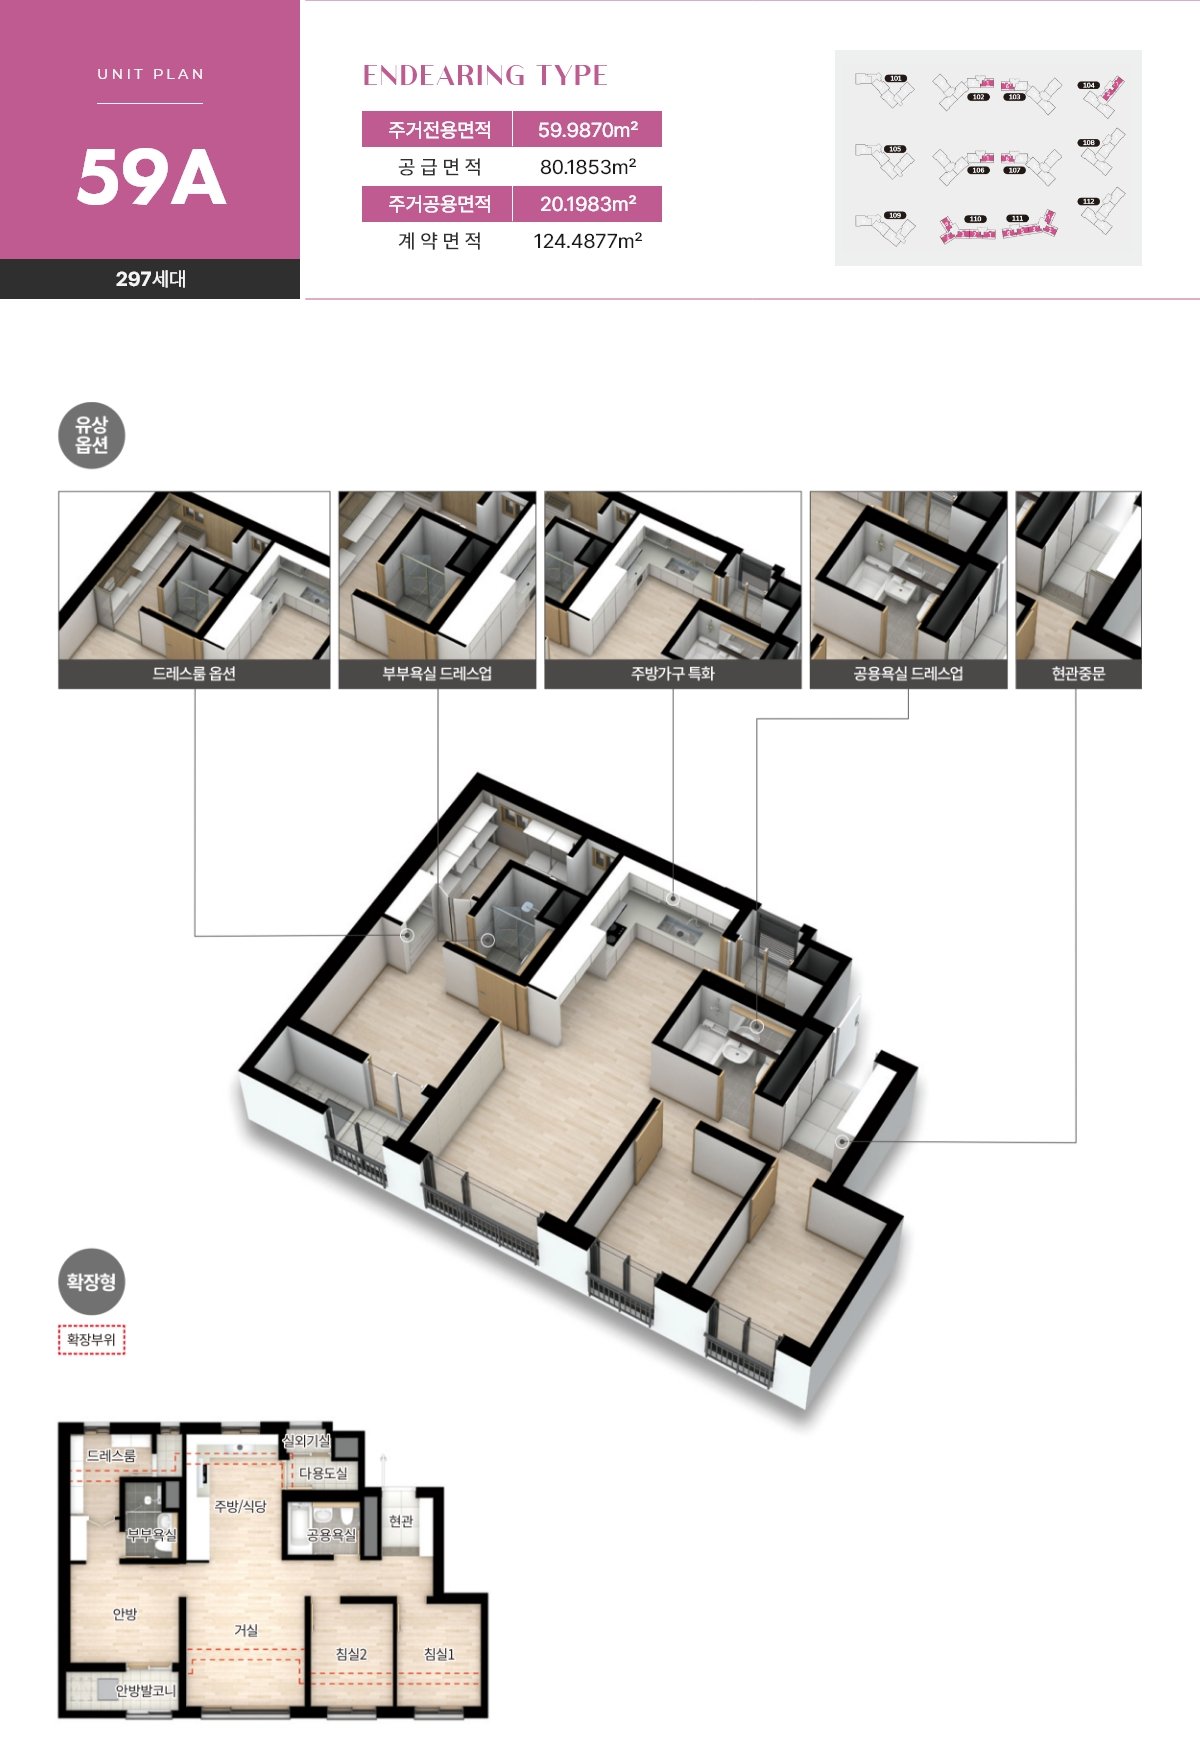 UNIT PLAN
59A
297세대
ENDEARING TYPE
주거전용면적 59.9870m²
공급면적 80.1853m²
주거공용면적 20.1983m²
계약면적 124.4877m²
101
102
103
104
105
106
107
108
109
110
111
112
유상
옵션
드레스룸 옵션
부부욕실 드레스업
주방가구 특화
공용욕실 드레스업
현관중문
확장형
확장부위
드레스룸
실외기실
다용도실
주방/식당
부부욕실
공용욕실
현관
안방
거실
침실2
침실1
안방발코니